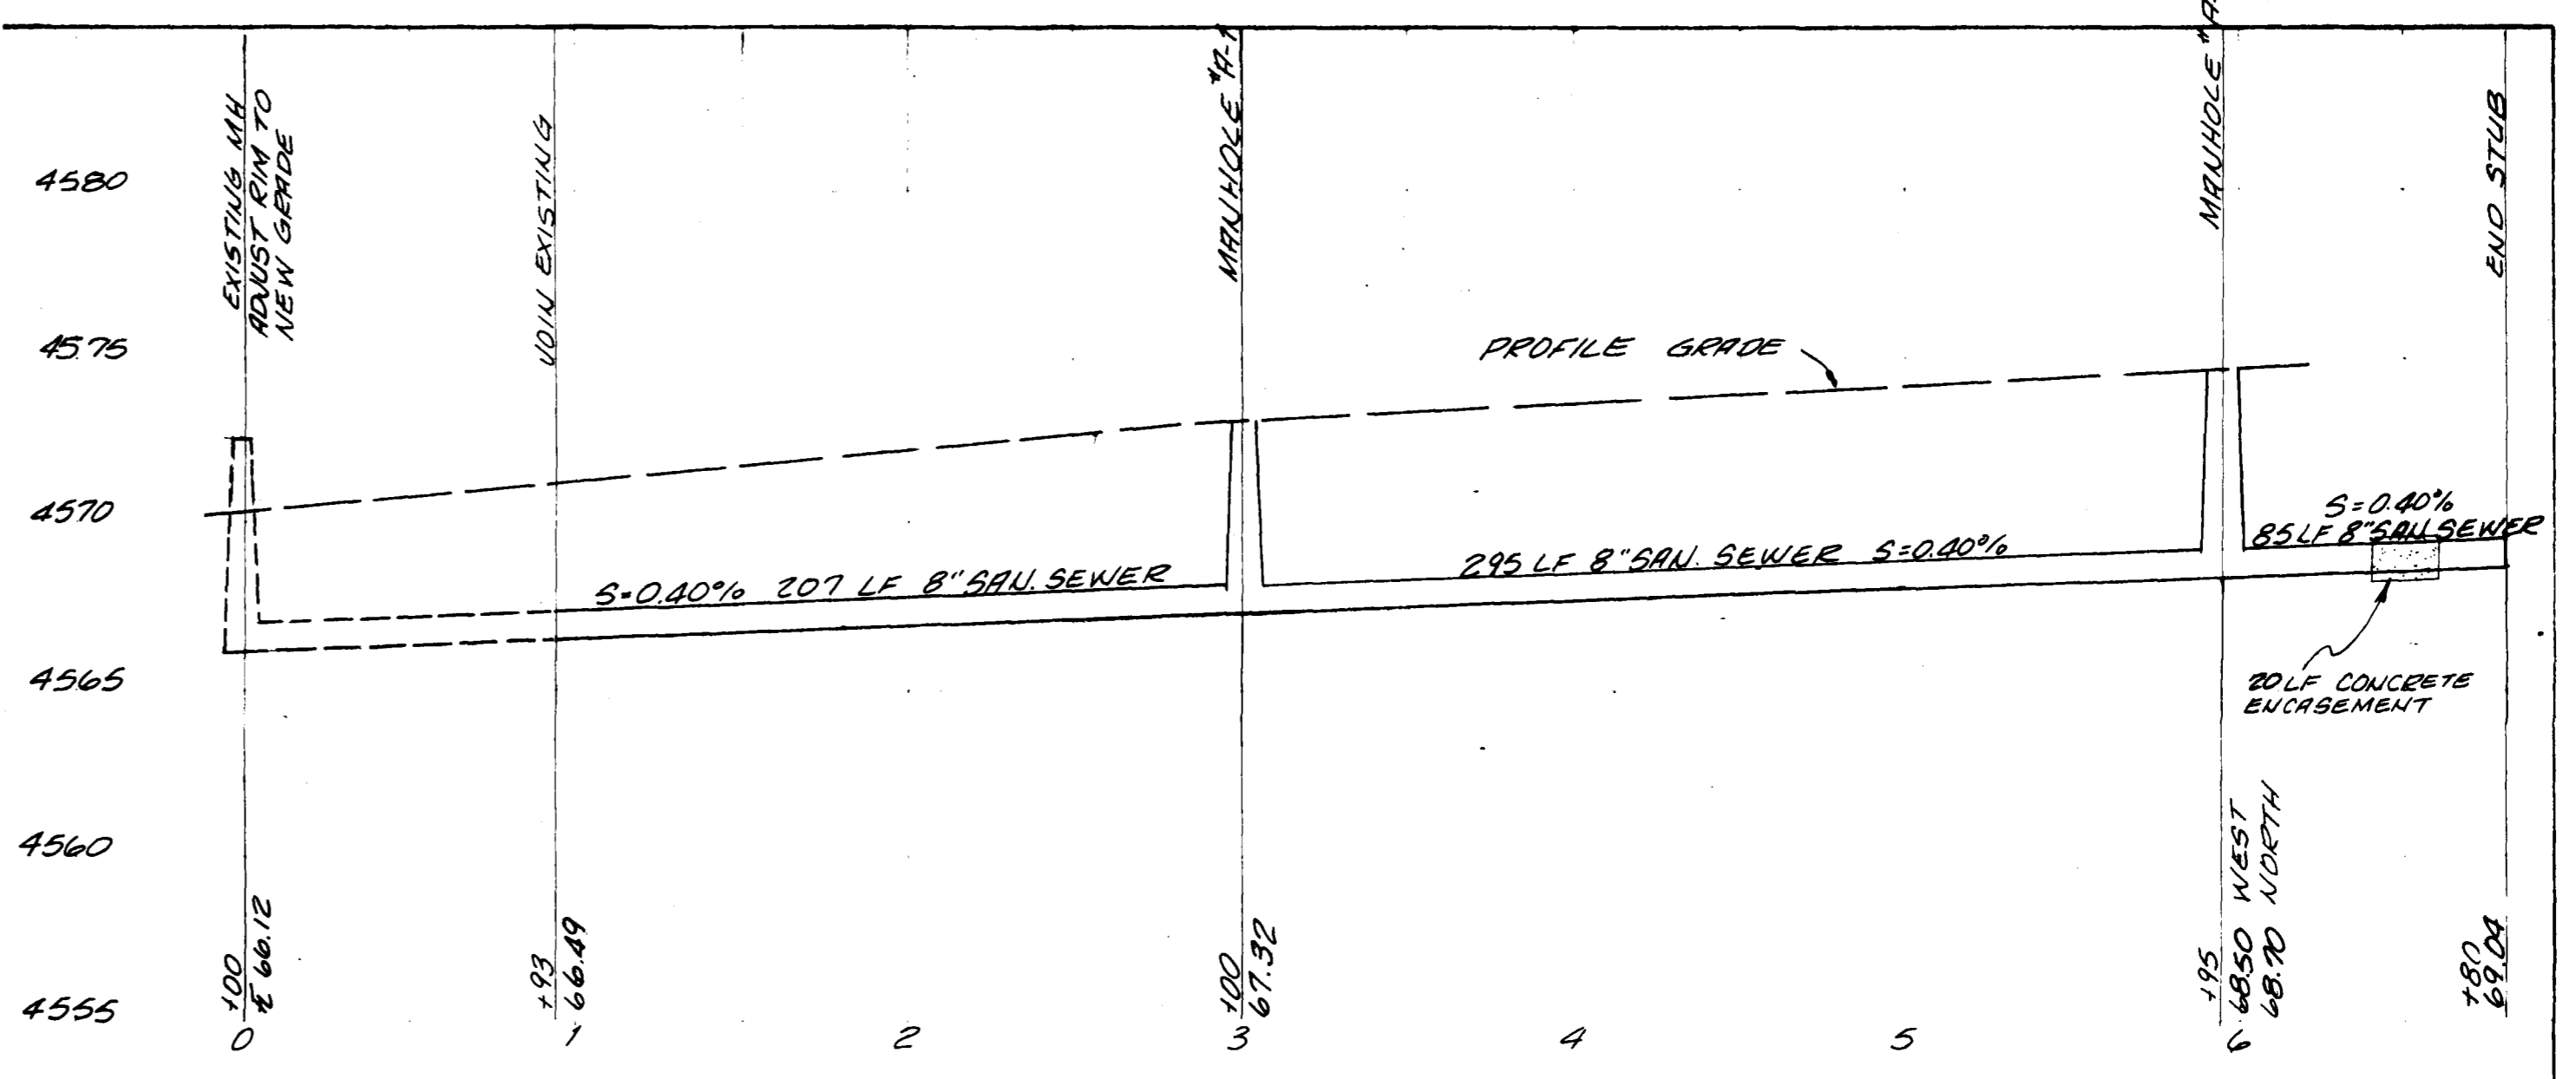 EXISTING MH
ADJUST RIM TO
NEW GRADE
JOIN EXISTING
MANHOLE #A-1
MANHOLE #A
END STUB
4580
4575
4570
4565
4560
4555
PROFILE GRADE
S=0.40% 207 LF 8" SAN. SEWER
295 LF 8" SAN. SEWER S=0.40%
S=0.40%
85 LF 8" SAN. SEWER
20 LF CONCRETE
ENCASEMENT
+00
66.12
+93
66.49
+00
67.32
+95
68.50 WEST
68.70 NORTH
+80
69.04
0 1 2 3 4 5 6